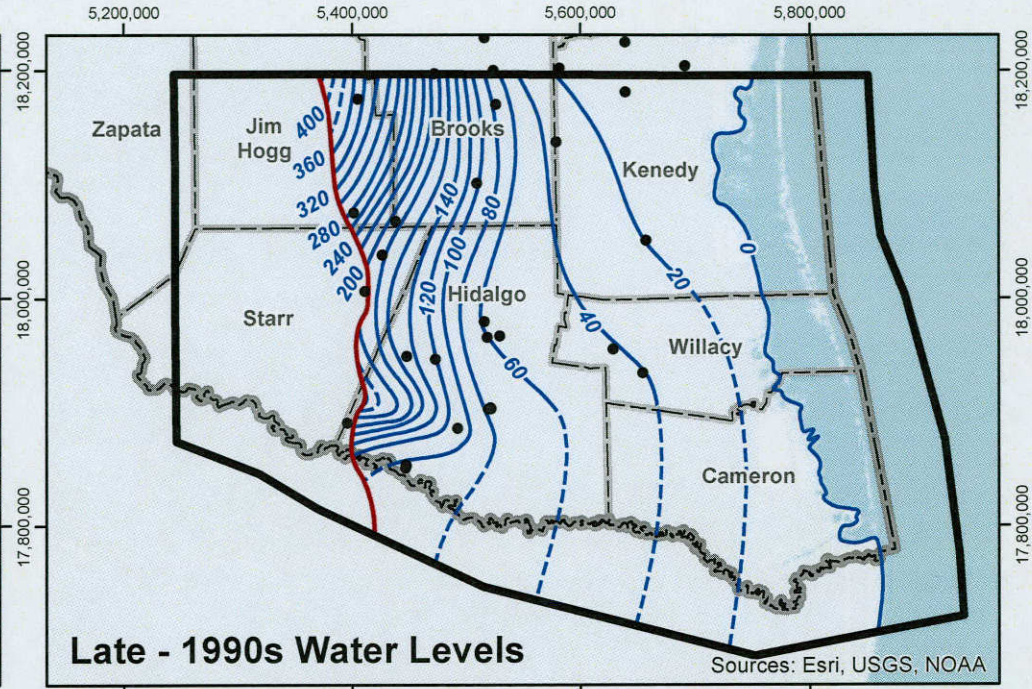 5,200,000
5,400,000
5,600,000
5,800,000
18,200,000
18,200,000
Zapata
Jim
Hogg
Brooks
Kenedy
400
360
320
280
240
200
140
80
100
120
0
20
18,000,000
18,000,000
Starr
Hidalgo
40
Willacy
60
Cameron
17,800,000
17,800,000
Late - 1990s Water Levels
Sources: Esri, USGS, NOAA